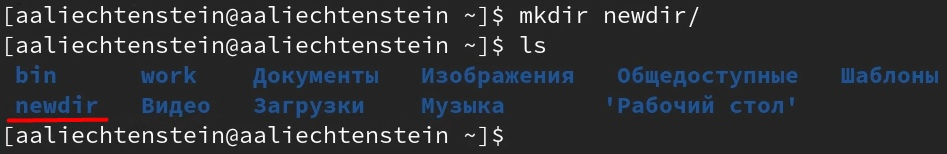 [aaliechtenstein@aaliechtenstein ~]$ mkdir newdir/
[aaliechtenstein@aaliechtenstein ~]$ ls
bin work Документы Изображения Общедоступные Шаблоны
newdir Видео Загрузки Музыка 'Рабочий стол'
[aaliechtenstein@aaliechtenstein ~]$